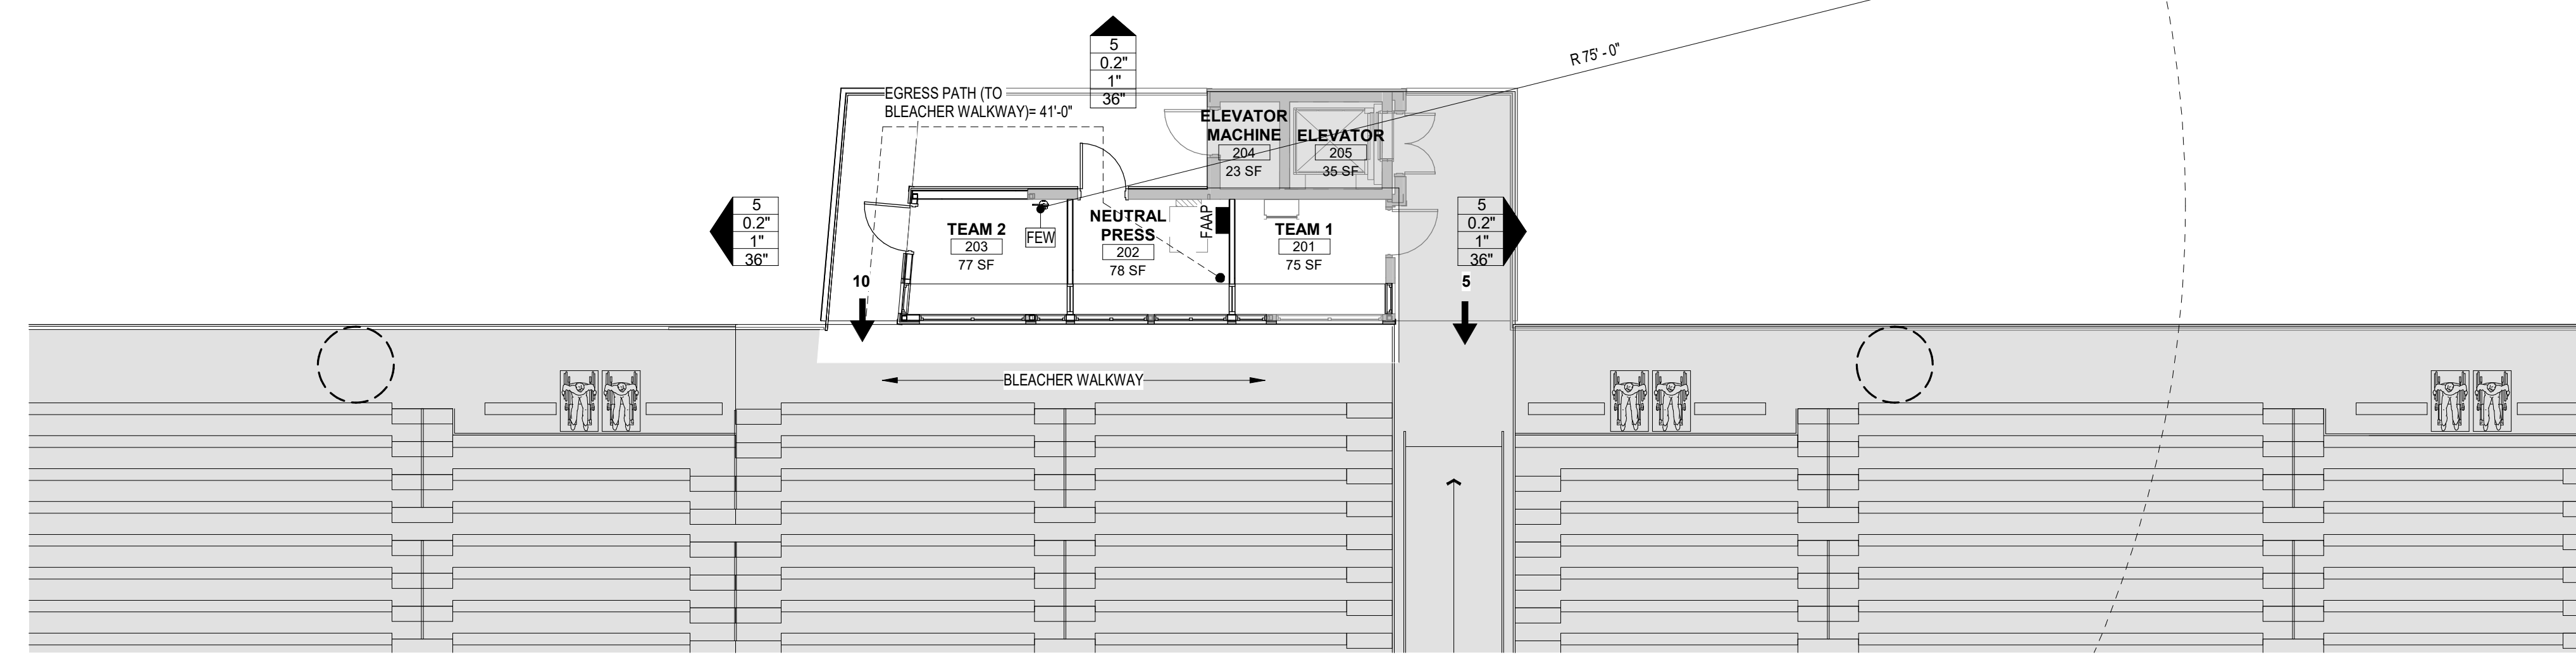 5
0.2"
1"
36"
R 75' - 0"
EGRESS PATH (TO
BLEACHER WALKWAY)= 41'-0"
ELEVATOR
MACHINE
204
23 SF
ELEVATOR
205
35 SF
5
0.2"
1"
36"
TEAM 2
203
77 SF
FEW
NEUTRAL
PRESS
202
78 SF
FAAP
TEAM 1
201
75 SF
5
0.2"
1"
36"
10
5
BLEACHER WALKWAY